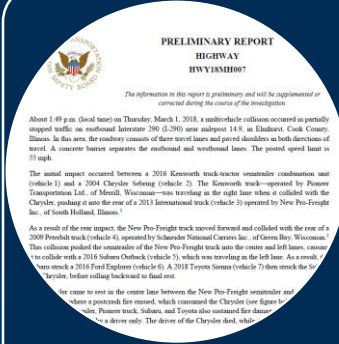 PRELIMINARY REPORT
HIGHWAY
HWY18MH007
The information in this report is preliminary and will be supplemented or
corrected during the course of the investigation.
About 1:49 p.m. (local time) on Thursday, March 1, 2018, a multivehicle collision occurred in partially
stopped traffic on eastbound Interstate 290 (I-290) near milepost 14.9, in Elmhurst, Cook County,
Illinois. In this area, the roadway consists of three travel lanes and paved shoulders in both directions of
travel. A concrete barrier separates the eastbound and westbound lanes. The posted speed limit is
55 mph.
The initial impact occurred between a 2016 Kenworth truck-tractor semitrailer combination unit
(vehicle 1) and a 2004 Chrysler Sebring (vehicle 2). The Kenworth truck—operated by Pioneer
Transportation Ltd., of Merrill, Wisconsin—was traveling in the right lane when it collided with the
Chrysler, pushing it into the rear of a 2013 International truck (vehicle 3) operated by New Pro-Freight
Inc., of South Holland, Illinois.1
As a result of the rear impact, the New Pro-Freight truck moved forward and collided with the rear of a
2009 Peterbilt truck (vehicle 4), operated by Schneider National Carriers Inc., of Green Bay, Wisconsin.2
This collision pushed the semitrailer of the New Pro-Freight truck into the center and left lanes, causing
to collide with a 2016 Subaru Outback (vehicle 5), which was traveling in the left lane. As a result,
struck a 2016 Ford Explorer (vehicle 6). A 2018 Toyota Sienna (vehicle 7) then struck the
Chrysler, before rolling backward to final rest.
came to rest in the center lane between the New Pro-Freight semitrailer and
where a postcrash fire ensued, which consumed the Chrysler (see figure
Pioneer truck, Subaru, and Toyota also sustained fire
by a driver only. The driver of the Chrysler died, while